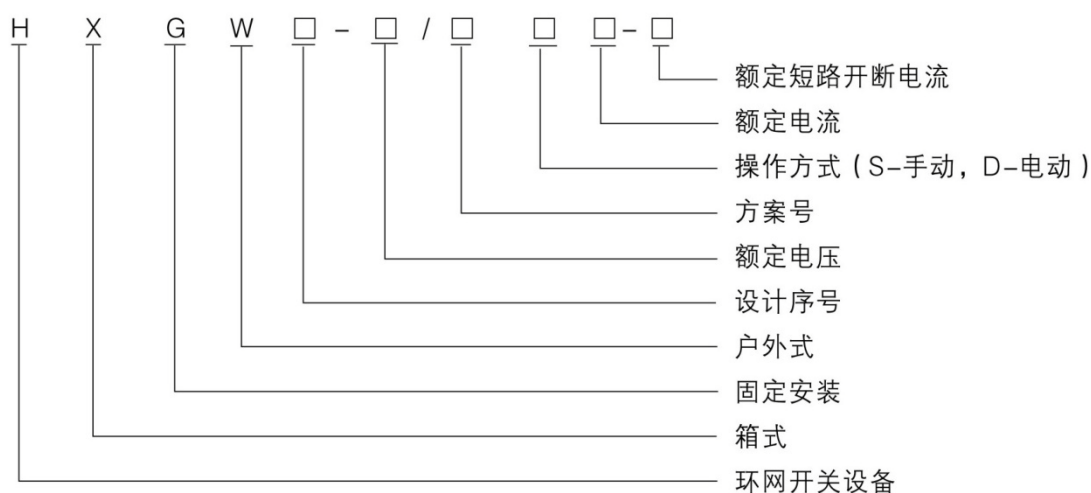 H X G W □ - □ / □ □ □ - □
额定短路开断电流
额定电流
操作方式（S-手动，D-电动）
方案号
额定电压
设计序号
户外式
固定安装
箱式
环网开关设备